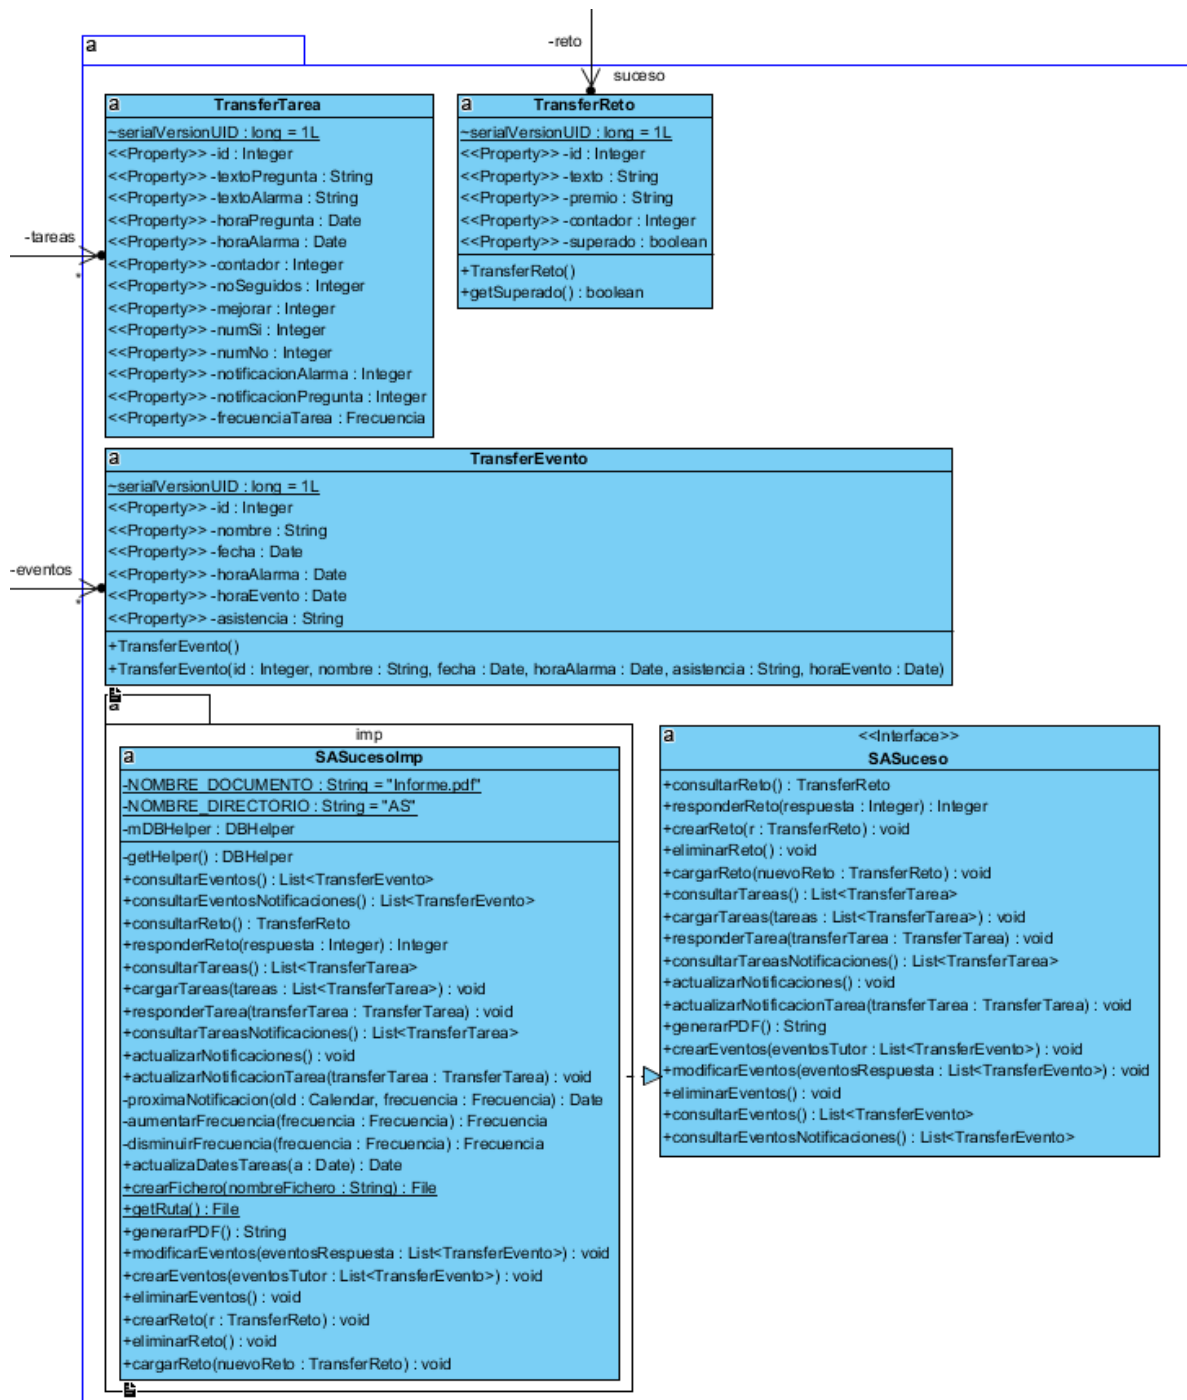 -reto
a
suceso
a
TransferTarea
~serialVersionUID : long = 1L
<<Property>> -id : Integer
<<Property>> -textoPregunta : String
<<Property>> -textoAlarma : String
<<Property>> -horaPregunta : Date
<<Property>> -horaAlarma : Date
<<Property>> -contador : Integer
<<Property>> -noSeguidos : Integer
<<Property>> -mejorar : Integer
<<Property>> -numSi : Integer
<<Property>> -numNo : Integer
<<Property>> -notificacionAlarma : Integer
<<Property>> -notificacionPregunta : Integer
<<Property>> -frecuenciaTarea : Frecuencia
-tareas
*
a
TransferReto
~serialVersionUID : long = 1L
<<Property>> -id : Integer
<<Property>> -texto : String
<<Property>> -premio : String
<<Property>> -contador : Integer
<<Property>> -superado : boolean
+TransferReto()
+getSuperado() : boolean
a
TransferEvento
~serialVersionUID : long = 1L
<<Property>> -id : Integer
<<Property>> -nombre : String
<<Property>> -fecha : Date
<<Property>> -horaAlarma : Date
<<Property>> -horaEvento : Date
<<Property>> -asistencia : String
+TransferEvento()
+TransferEvento(id : Integer, nombre : String, fecha : Date, horaAlarma : Date, asistencia : String, horaEvento : Date)
-eventos
*
a
imp
a
SASucesoImp
-NOMBRE_DOCUMENTO : String = "Informe.pdf"
-NOMBRE_DIRECTORIO : String = "AS"
-mDBHelper : DBHelper
-getHelper() : DBHelper
+consultarEventos() : List<TransferEvento>
+consultarEventosNotificaciones() : List<TransferEvento>
+consultarReto() : TransferReto
+responderReto(respuesta : Integer) : Integer
+consultarTareas() : List<TransferTarea>
+cargarTareas(tareas : List<TransferTarea>) : void
+responderTarea(transferTarea : TransferTarea) : void
+consultarTareasNotificaciones() : List<TransferTarea>
+actualizarNotificaciones() : void
+actualizarNotificacionTarea(transferTarea : TransferTarea) : void
-proximaNotificacion(old : Calendar, frecuencia : Frecuencia) : Date
-aumentarFrecuencia(frecuencia : Frecuencia) : Frecuencia
-disminuirFrecuencia(frecuencia : Frecuencia) : Frecuencia
+actualizaDatesTareas(a : Date) : Date
+crearFichero(nombreFichero : String) : File
+getRuta() : File
+generarPDF() : String
+modificarEventos(eventosRespuesta : List<TransferEvento>) : void
+crearEventos(eventosTutor : List<TransferEvento>) : void
+eliminarEventos() : void
+crearReto(r : TransferReto) : void
+eliminarReto() : void
+cargarReto(nuevoReto : TransferReto) : void
a
<<Interface>>
SASuceso
+consultarReto() : TransferReto
+responderReto(respuesta : Integer) : Integer
+crearReto(r : TransferReto) : void
+eliminarReto() : void
+cargarReto(nuevoReto : TransferReto) : void
+consultarTareas() : List<TransferTarea>
+cargarTareas(tareas : List<TransferTarea>) : void
+responderTarea(transferTarea : TransferTarea) : void
+consultarTareasNotificaciones() : List<TransferTarea>
+actualizarNotificaciones() : void
+actualizarNotificacionTarea(transferTarea : TransferTarea) : void
+generarPDF() : String
+crearEventos(eventosTutor : List<TransferEvento>) : void
+modificarEventos(eventosRespuesta : List<TransferEvento>) : void
+eliminarEventos() : void
+consultarEventos() : List<TransferEvento>
+consultarEventosNotificaciones() : List<TransferEvento>